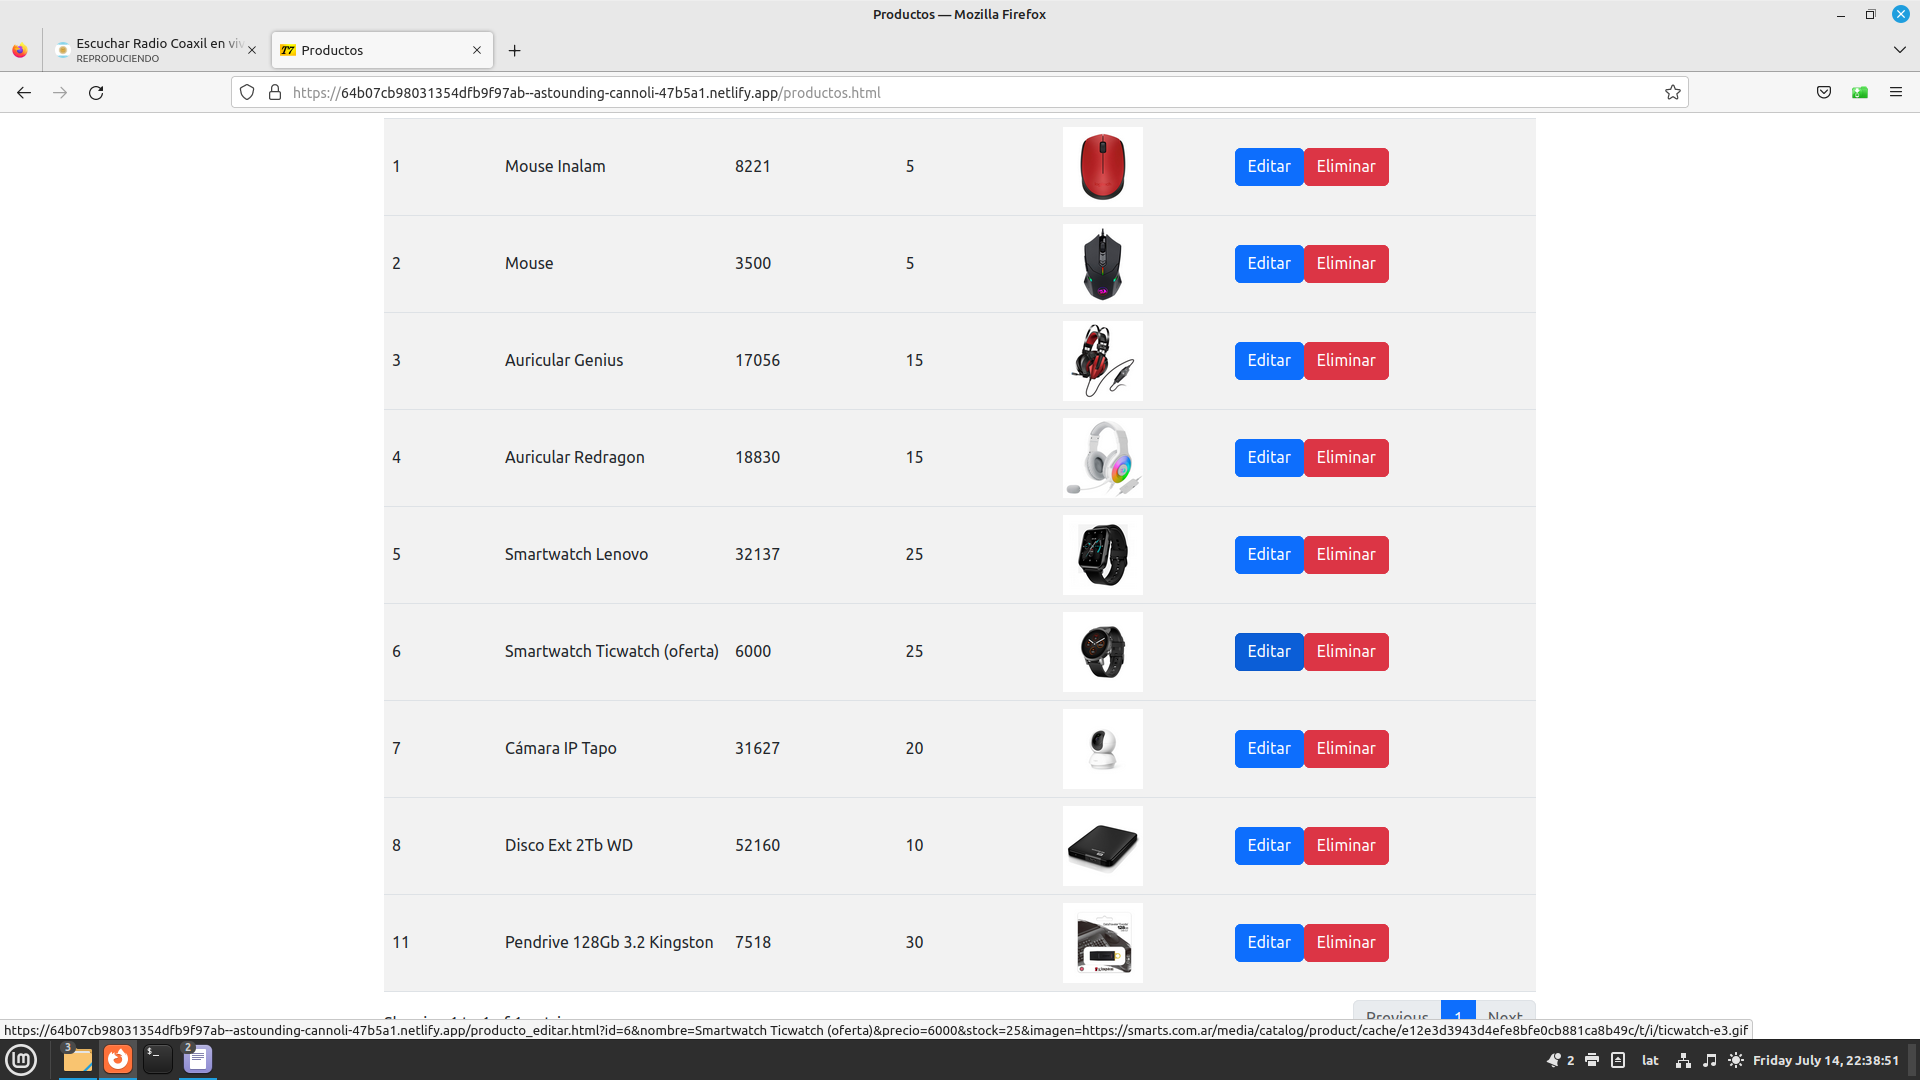 Productos — Mozilla Firefox
Escuchar Radio Coaxil en viv
REPRODUCIENDO
T7 Productos
https://64b07cb98031354dfb9f97ab--astounding-cannoli-47b5a1.netlify.app/productos.html
1 Mouse Inalam 8221 5 Editar Eliminar
2 Mouse 3500 5 Editar Eliminar
3 Auricular Genius 17056 15 Editar Eliminar
4 Auricular Redragon 18830 15 Editar Eliminar
5 Smartwatch Lenovo 32137 25 Editar Eliminar
6 Smartwatch Ticwatch (oferta) 6000 25 Editar Eliminar
7 Cámara IP Tapo 31627 20 Editar Eliminar
8 Disco Ext 2Tb WD 52160 10 Editar Eliminar
11 Pendrive 128Gb 3.2 Kingston 7518 30 Editar Eliminar
Previous 1 Next
https://64b07cb98031354dfb9f97ab--astounding-cannoli-47b5a1.netlify.app/producto_editar.html?id=6&nombre=Smartwatch Ticwatch (oferta)&precio=6000&stock=25&imagen=https://smarts.com.ar/media/catalog/product/cache/e12e3d3943d4efe8bfe0cb881ca8b49c/t/i/ticwatch-e3.gif
3 2 2 lat Friday July 14, 22:38:51